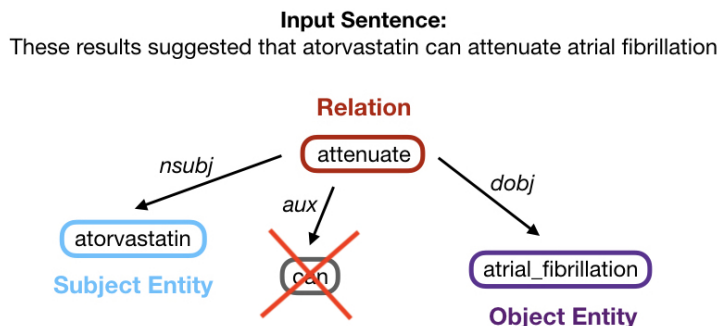 Input Sentence:
These results suggested that atorvastatin can attenuate atrial fibrillation
Relation
attenuate
nsubj
dobj
aux
atorvastatin
can
atrial_fibrillation
Subject Entity
Object Entity